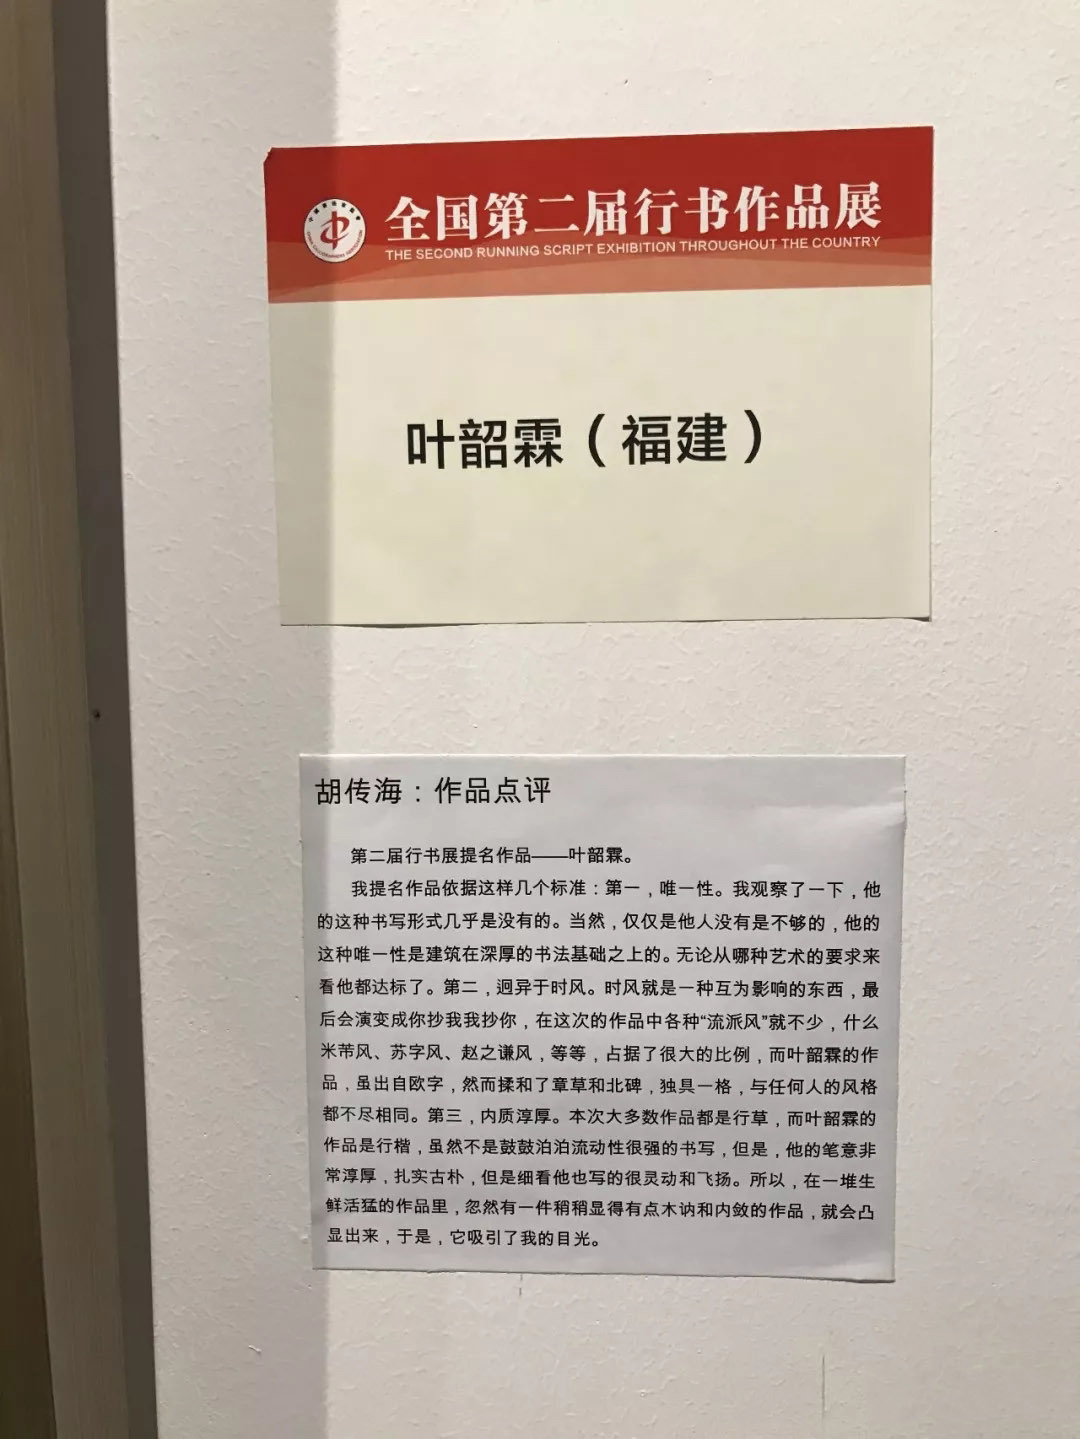 全国第二届行书作品展
THE SECOND RUNNING SCRIPT EXHIBITION THROUGHOUT THE COUNTRY
叶韶霖（福建）
胡传海：作品点评
第二届行书展提名作品——叶韶霖。
我提名作品依据这样几个标准：第一，唯一性。我观察了一下，他
的这种书写形式几乎是没有的。当然，仅仅是他人没有是不够的，他的
这种唯一性是建筑在深厚的书法基础之上的。无论从哪种艺术的要求来
看他都达标了。第二，迥异于时风。时风就是一种互为影响的东西，最
后会演变成你抄我我抄你，在这次的作品中各种“流派风”就不少，什么
米芾风、苏字风、赵之谦风，等等，占据了很大的比例，而叶韶霖的作
品，虽出自欧字，然而揉和了章草和北碑，独具一格，与任何人的风格
都不尽相同。第三，内质淳厚。本次大多数作品都是行草，而叶韶霖的
作品是行楷，虽然不是鼓鼓泊泊流动性很强的书写，但是，他的笔意非
常淳厚，扎实古朴，但是细看他也写的很灵动和飞扬。所以，在一堆生
鲜活猛的作品里，忽然有一件稍稍显得有点木讷和内敛的作品，就会凸
显出来，于是，它吸引了我的目光。